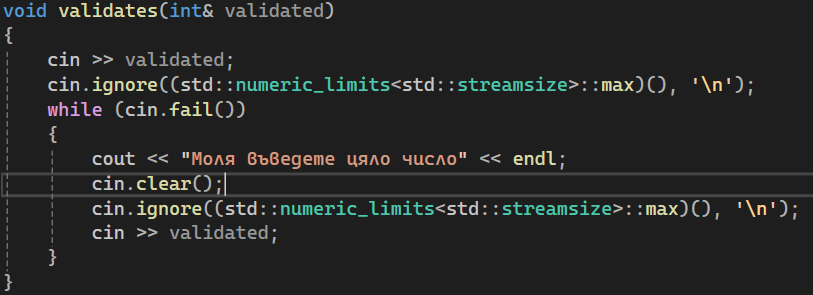 void validates(int& validated)
{
    cin >> validated;
    cin.ignore((std::numeric_limits<std::streamsize>::max)(), '\n');
    while (cin.fail())
    {
        cout << "Моля въведете цяло число" << endl;
        cin.clear();
        cin.ignore((std::numeric_limits<std::streamsize>::max)(), '\n');
        cin >> validated;
    }
}